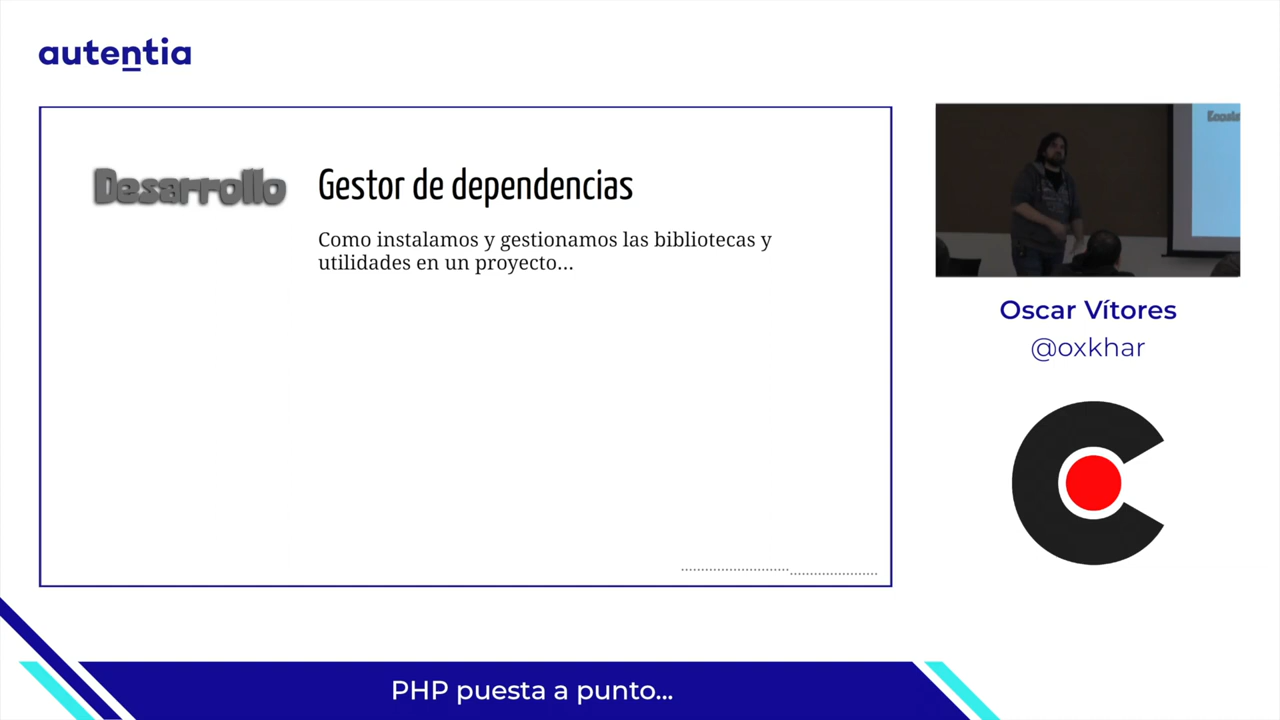 autentia
Desarrollo
Gestor de dependencias
Como instalamos y gestionamos las bibliotecas y
utilidades en un proyecto...
Oscar Vítores
@oxkhar
PHP puesta a punto...